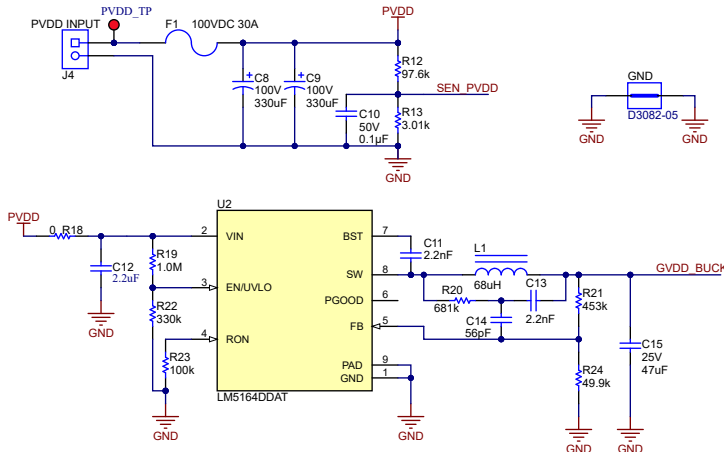 PVDD_TP
PVDD INPUT
F1 100VDC 30A
J4
PVDD
C8
100V
330uF
C9
100V
330uF
R12
97.6k
SEN_PVDD
C10
50V
0.1µF
R13
3.01k
GND
GND
D3082-05
GND
GND
PVDD
0 R18
C12
2.2uF
GND
R19
1.0M
R22
330k
R23
100k
GND
U2
2 VIN
3 EN/UVLO
4 RON
BST 7
SW 8
PGOOD 6
FB 5
PAD 9
GND 1
LM5164DDAT
GND
C11
2.2nF
L1
68uH
R20
681k
C13
2.2nF
C14
56pF
R21
453k
GVDD_BUCK
R24
49.9k
GND
C15
25V
47uF
GND